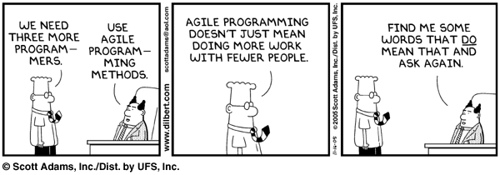 WE NEED
THREE MORE
PROGRAM-
MERS.
USE
AGILE
PROGRAM-
MING
METHODS.
www.dilbert.com
scottadams@aol.com
AGILE PROGRAMMING
DOESN'T JUST MEAN
DOING MORE WORK
WITH FEWER PEOPLE.
© 2005 Scott Adams, Inc./Dist. by UFS, Inc.
FIND ME SOME
WORDS THAT DO
MEAN THAT AND
ASK AGAIN.
© Scott Adams, Inc./Dist. by UFS, Inc.